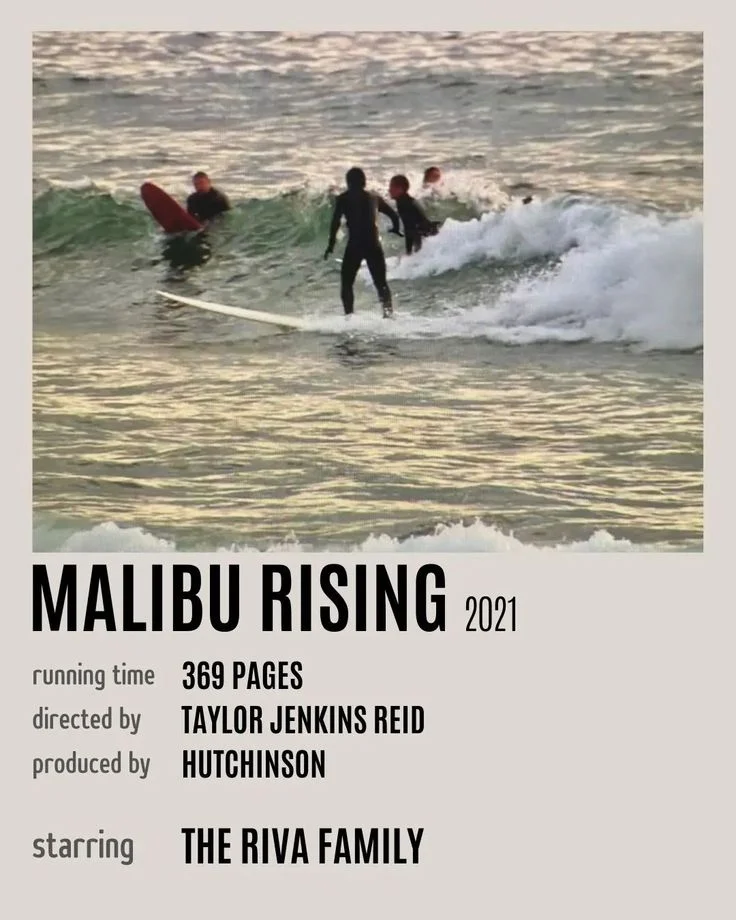 MALIBU RISING 2021
running time 369 PAGES
directed by TAYLOR JENKINS REID
produced by HUTCHINSON
starring THE RIVA FAMILY